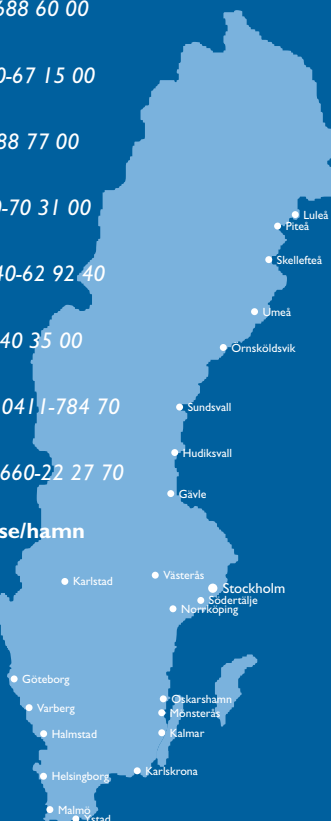 688 60 00
0-67 15 00
88 77 00
0-70 31 00
Luleå
Piteå
Skellefteå
40-62 92 40
Umeå
40 35 00
Örnsköldsvik
0411-784 70
Sundsvall
Hudiksvall
660-22 27 70
Gävle
se/hamn
Västerås
Karlstad
Stockholm
Södertälje
Norrköping
Göteborg
Oskarshamn
Varberg
Mönsterås
Halmstad
Kalmar
Karlskrona
Helsingborg
Malmö
Ystad